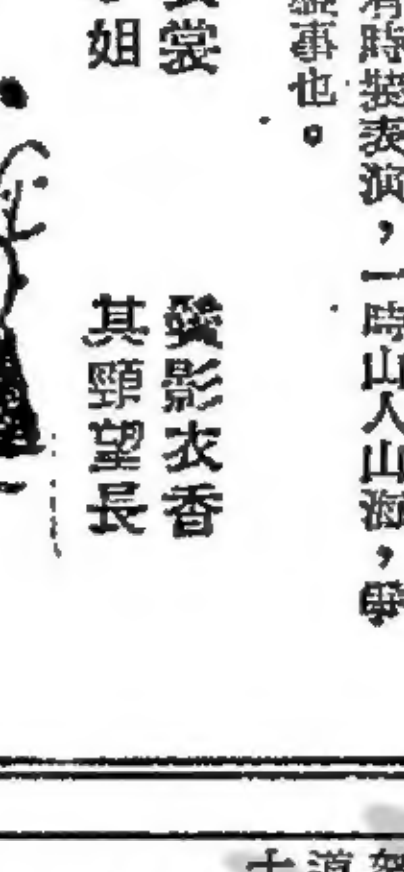 時裝表演，一時山人山海，舉
事也。
裳
鬢影衣香
姐
其頸望長